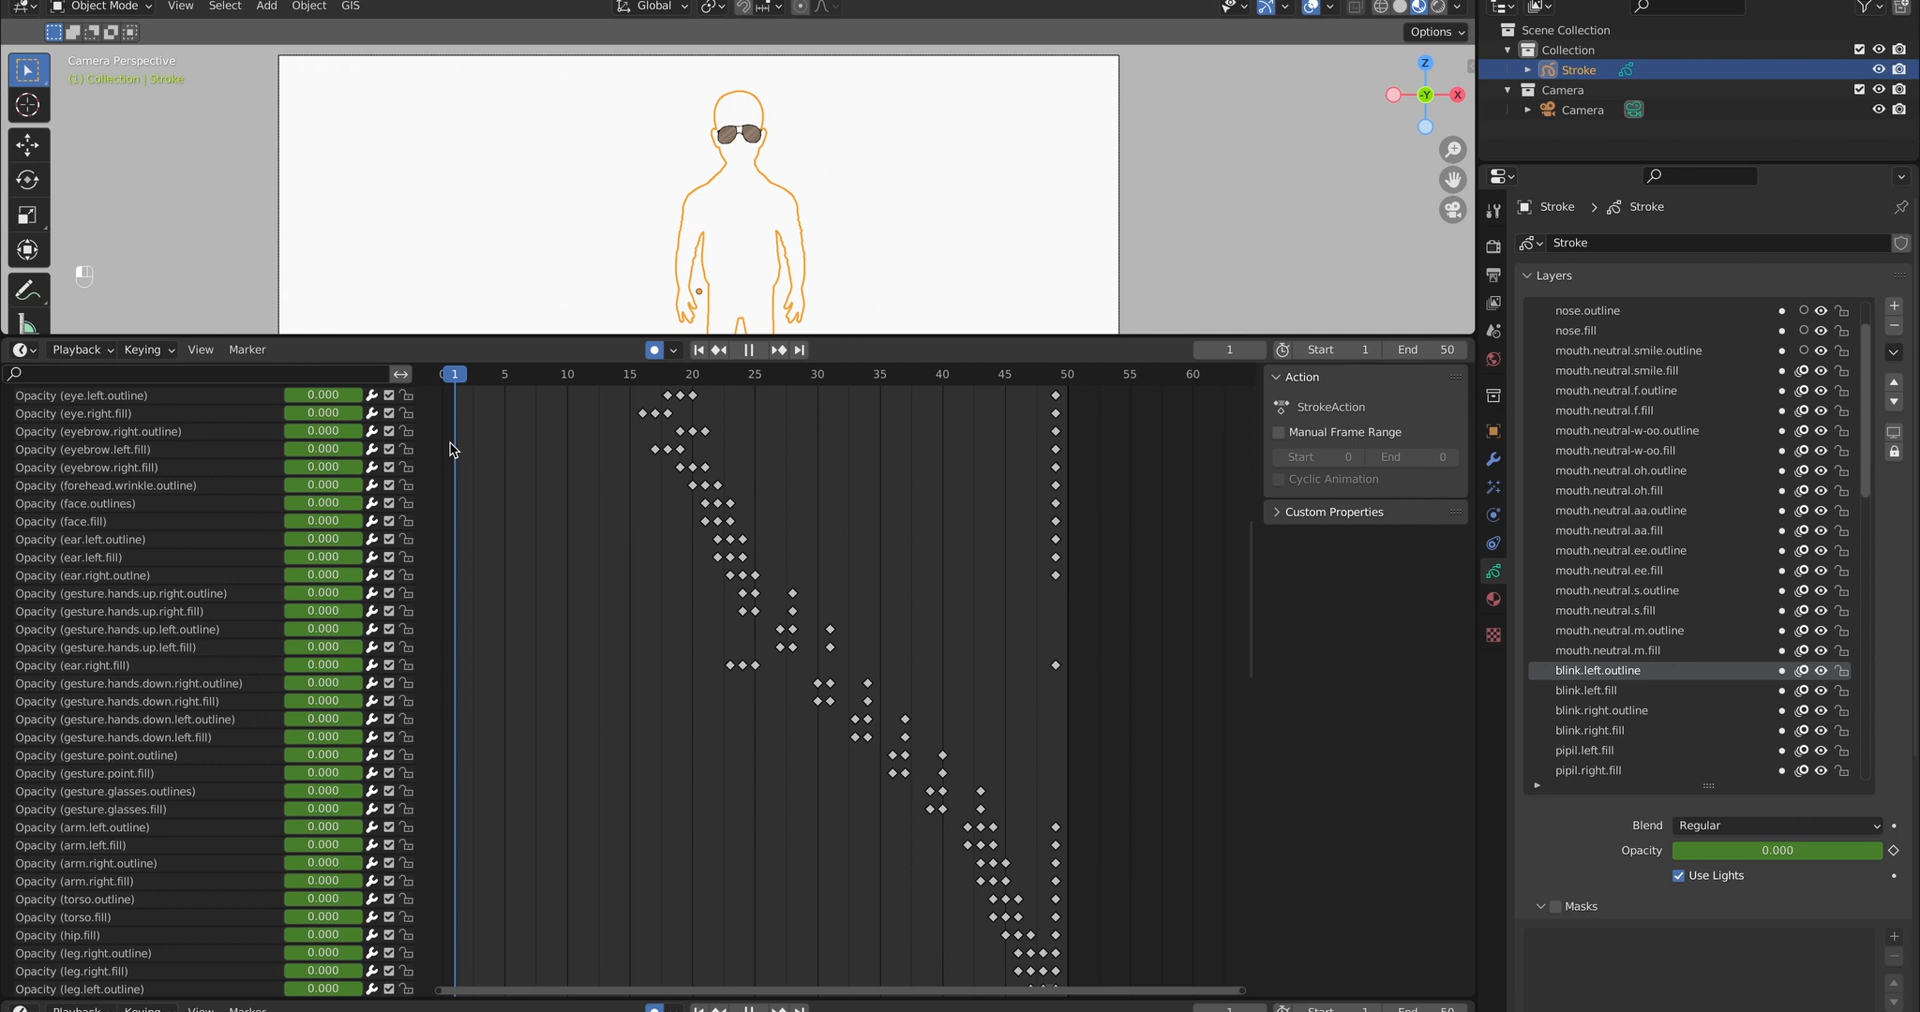 Object Mode View Select Add Object GIS Global
Options
Camera Perspective
(1) Collection | Stroke
Z
-Y X
Playback Keying View Marker 1 Start 1 End 50
0 1 5 10 15 20 25 30 35 40 45 50 55 60
Opacity (eye.left.outline) 0.000
Opacity (eye.right.fill) 0.000
Opacity (eyebrow.right.outline) 0.000
Opacity (eyebrow.left.fill) 0.000
Opacity (eyebrow.right.fill) 0.000
Opacity (forehead.wrinkle.outline) 0.000
Opacity (face.outlines) 0.000
Opacity (face.fill) 0.000
Opacity (ear.left.outline) 0.000
Opacity (ear.left.fill) 0.000
Opacity (ear.right.outlne) 0.000
Opacity (gesture.hands.up.right.outline) 0.000
Opacity (gesture.hands.up.right.fill) 0.000
Opacity (gesture.hands.up.left.outline) 0.000
Opacity (gesture.hands.up.left.fill) 0.000
Opacity (ear.right.fill) 0.000
Opacity (gesture.hands.down.right.outline) 0.000
Opacity (gesture.hands.down.right.fill) 0.000
Opacity (gesture.hands.down.left.outline) 0.000
Opacity (gesture.hands.down.left.fill) 0.000
Opacity (gesture.point.outline) 0.000
Opacity (gesture.point.fill) 0.000
Opacity (gesture.glasses.outlines) 0.000
Opacity (gesture.glasses.fill) 0.000
Opacity (arm.left.outline) 0.000
Opacity (arm.left.fill) 0.000
Opacity (arm.right.outline) 0.000
Opacity (arm.right.fill) 0.000
Opacity (torso.outline) 0.000
Opacity (torso.fill) 0.000
Opacity (hip.fill) 0.000
Opacity (leg.right.outline) 0.000
Opacity (leg.right.fill) 0.000
Opacity (leg.left.outline) 0.000
Action
StrokeAction
Manual Frame Range
Start 0 End 0
Cyclic Animation
Custom Properties
Playback Keying View Marker 1 Start 1 End 50
Scene Collection
Collection
Stroke
Camera
Camera
Stroke > Stroke
Stroke
Layers
nose.outline
nose.fill
mouth.neutral.smile.outline
mouth.neutral.smile.fill
mouth.neutral.f.outline
mouth.neutral.f.fill
mouth.neutral-w-oo.outline
mouth.neutral-w-oo.fill
mouth.neutral.oh.outline
mouth.neutral.oh.fill
mouth.neutral.aa.outline
mouth.neutral.aa.fill
mouth.neutral.ee.outline
mouth.neutral.ee.fill
mouth.neutral.s.outline
mouth.neutral.s.fill
mouth.neutral.m.outline
mouth.neutral.m.fill
blink.left.outline
blink.left.fill
blink.right.outline
blink.right.fill
pipil.left.fill
pipil.right.fill
Blend Regular
Opacity 0.000
Use Lights
Masks